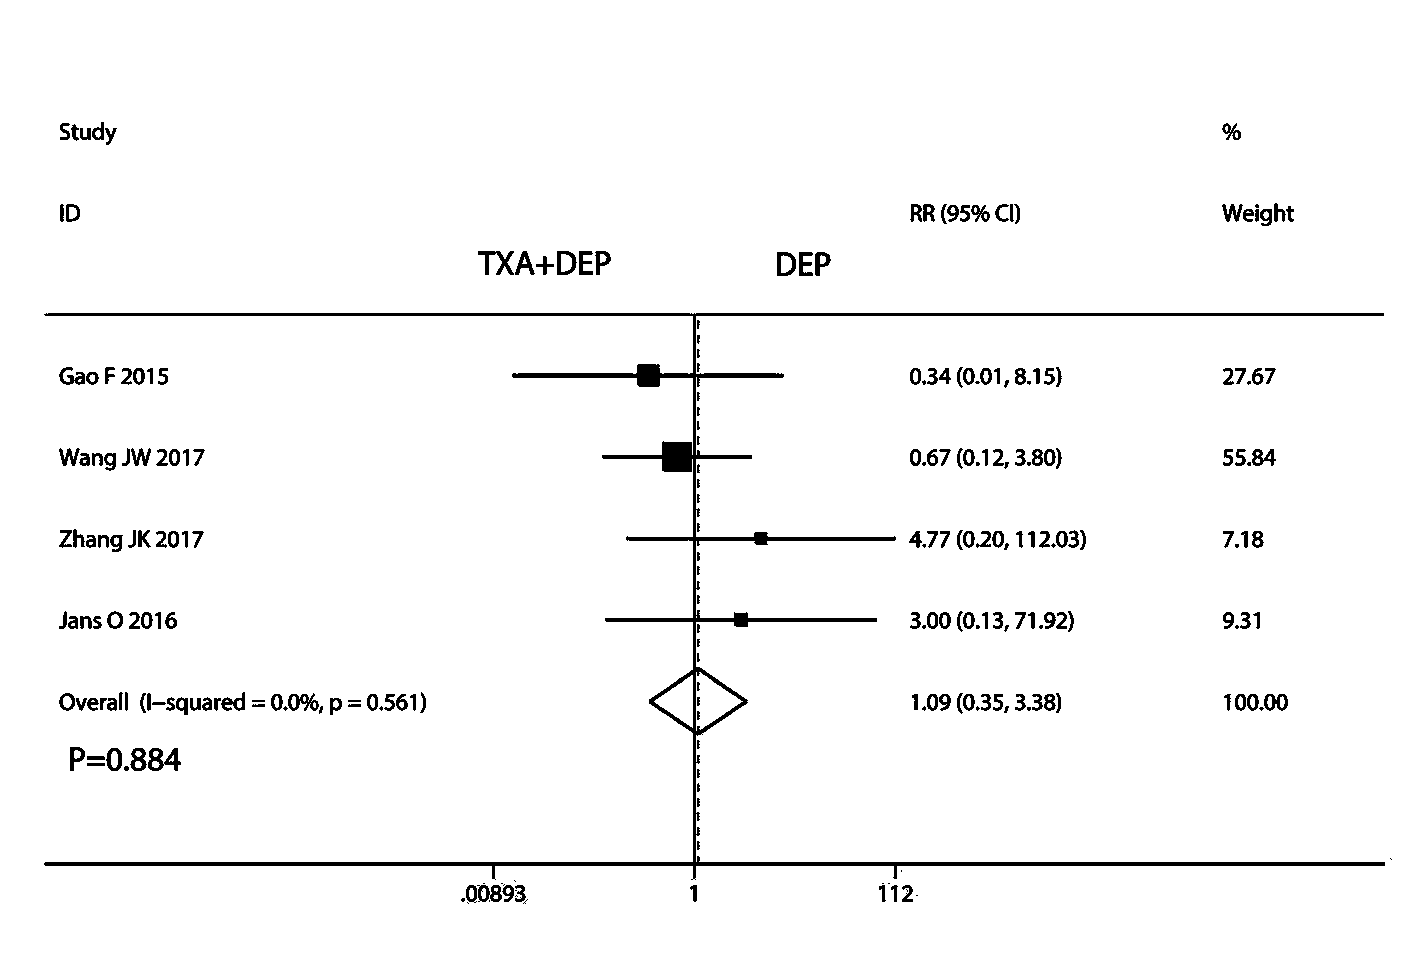 Study %
ID RR (95% CI) Weight
TXA+DEP DEP
Gao F 2015 0.34 (0.01, 8.15) 27.67
Wang JW 2017 0.67 (0.12, 3.80) 55.84
Zhang JK 2017 4.77 (0.20, 112.03) 7.18
Jans O 2016 3.00 (0.13, 71.92) 9.31
Overall (I−squared = 0.0%, p = 0.561) 1.09 (0.35, 3.38) 100.00
P=0.884
.00893 1 112